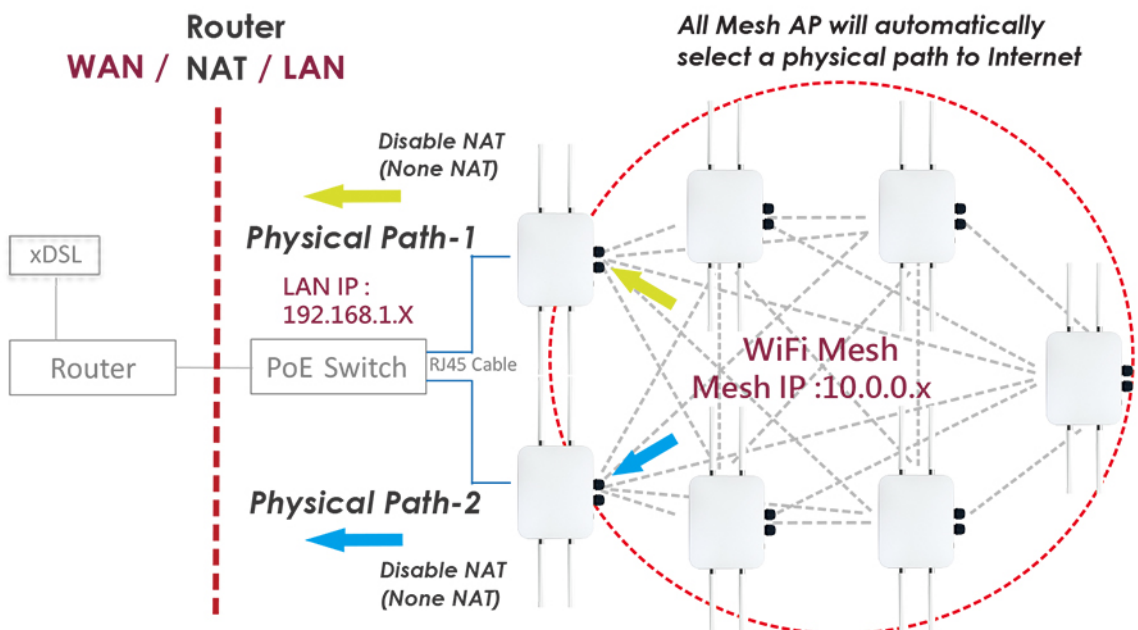 Router
WAN / NAT / LAN
All Mesh AP will automatically
select a physical path to Internet
Disable NAT
(None NAT)
Physical Path-1
xDSL
LAN IP :
192.168.1.X
Router
PoE Switch
RJ45 Cable
WiFi Mesh
Mesh IP :10.0.0.x
Physical Path-2
Disable NAT
(None NAT)